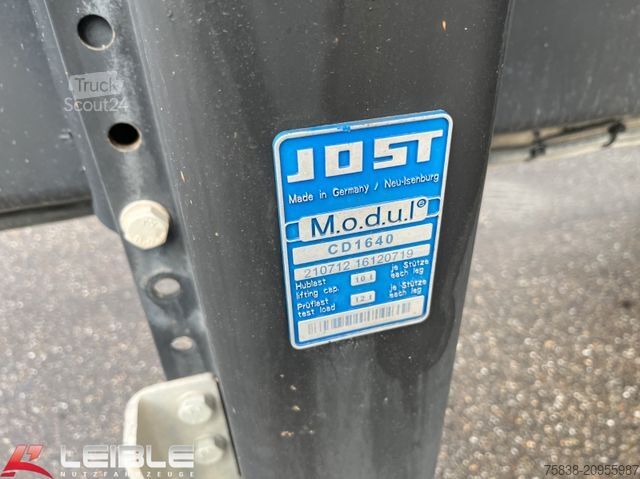 Truck
Scout24
JOST
Made in Germany / Neu-Isenburg
M.o.d.u.l®
CD1640
210712 16120719
Hublast je Stütze
lifting cap. 10 t each leg
Prüflast je Stütze
test load 12 t each leg
LEIBLE
NUTZFAHRZEUGE
75838-20955987